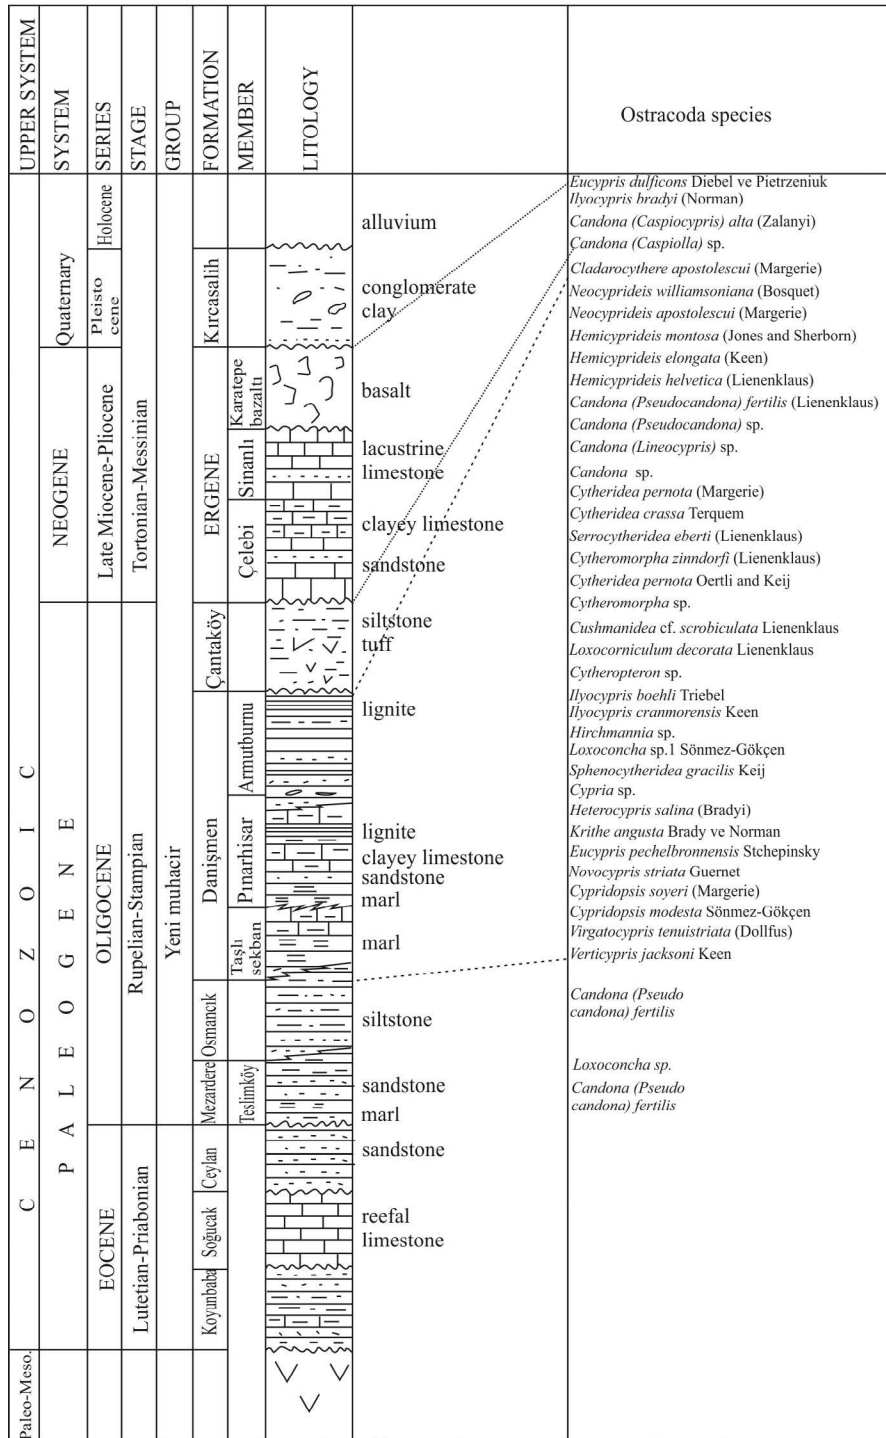 UPPER SYSTEM
SYSTEM
SERIES
STAGE
GROUP
FORMATION
MEMBER
LITOLOGY
Ostracoda species
CENOZOIC
Paleo-Meso.
Quaternary
NEOGENE
PALEOGENE
Holocene
Pleisto
cene
Late Miocene-Pliocene
OLIGOCENE
EOCENE
Tortonian-Messinian
Rupelian-Stampian
Lutetian-Priabonian
Yeni muhacir
Kırcasalih
ERGENE
Çantaköy
Danişmen
Osmancık
Mezardere
Ceylan
Soğucak
Koyunbaba
Karatepe
bazaltı
Sinanlı
Çelebi
Armutburnu
Pınarhisar
Taşlı
sekban
Teslimköy
alluvium
conglomerate
clay
basalt
lacustrine
limestone
clayey limestone
sandstone
siltstone
tuff
lignite
lignite
clayey limestone
sandstone
marl
marl
siltstone
sandstone
marl
sandstone
reefal
limestone
Eucypris dulficons Diebel ve Pietrzeniuk
Ilyocypris bradyi (Norman)
Candona (Caspiocypris) alta (Zalanyi)
Candona (Caspiolla) sp.
Cladarocythere apostolescui (Margerie)
Neocyprideis williamsoniana (Bosquet)
Neocyprideis apostolescui (Margerie)
Hemicyprideis montosa (Jones and Sherborn)
Hemicyprideis elongata (Keen)
Hemicyprideis helvetica (Lienenklaus)
Candona (Pseudocandona) fertilis (Lienenklaus)
Candona (Pseudocandona) sp.
Candona (Lineocypris) sp.
Candona sp.
Cytheridea pernota (Margerie)
Cytheridea crassa Terquem
Serrocytheridea eberti (Lienenklaus)
Cytheromorpha zinndorfi (Lienenklaus)
Cytheridea pernota Oertli and Keij
Cytheromorpha sp.
Cushmanidea cf. scrobiculata Lienenklaus
Loxocorniculum decorata Lienenklaus
Cytheropteron sp.
Ilyocypris boehli Triebel
Ilyocypris cranmorensis Keen
Hirchmannia sp.
Loxoconcha sp.1 Sönmez-Gökçen
Sphenocytheridea gracilis Keij
Cypria sp.
Heterocypris salina (Bradyi)
Krithe angusta Brady ve Norman
Eucypris pechelbronnensis Stchepinsky
Novocypris striata Guernet
Cypridopsis soyeri (Margerie)
Cypridopsis modesta Sönmez-Gökçen
Virgatocypris tenuistriata (Dollfus)
Verticypris jacksoni Keen
Candona (Pseudo
candona) fertilis
Loxoconcha sp.
Candona (Pseudo
candona) fertilis